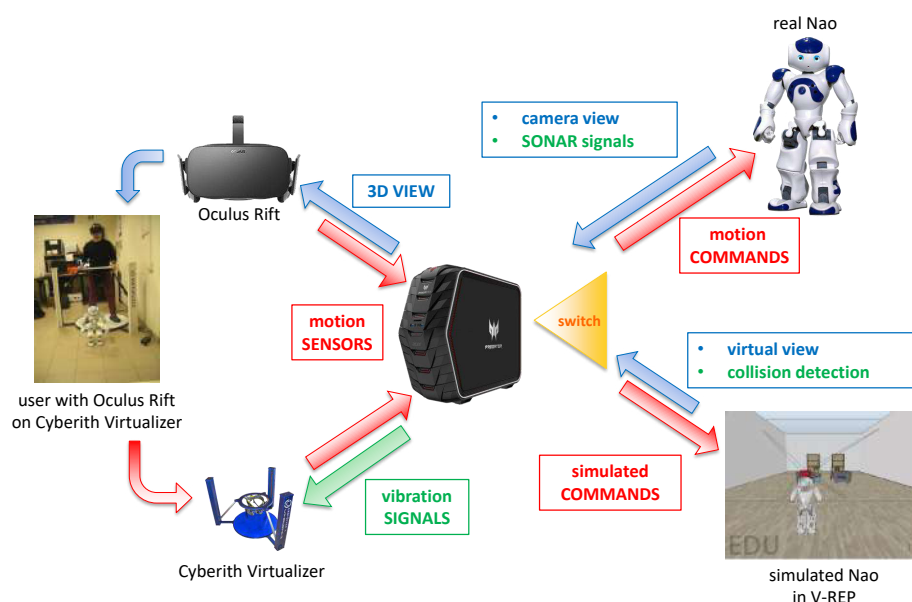 real Nao
• camera view
• SONAR signals
Oculus Rift
3D VIEW
motion
COMMANDS
motion
SENSORS
switch
• virtual view
• collision detection
user with Oculus Rift
on Cyberith Virtualizer
simulated
COMMANDS
vibration
SIGNALS
EDU
Cyberith Virtualizer
simulated Nao
in V-REP